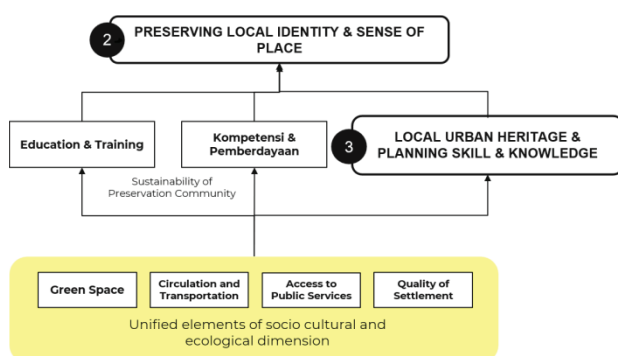 2
PRESERVING LOCAL IDENTITY & SENSE OF
PLACE
Education & Training
Kompetensi &
Pemberdayaan
3
LOCAL URBAN HERITAGE &
PLANNING SKILL & KNOWLEDGE
Sustainability of
Preservation Community
Green Space
Circulation and
Transportation
Access to
Public Services
Quality of
Settlement
Unified elements of socio cultural and
ecological dimension